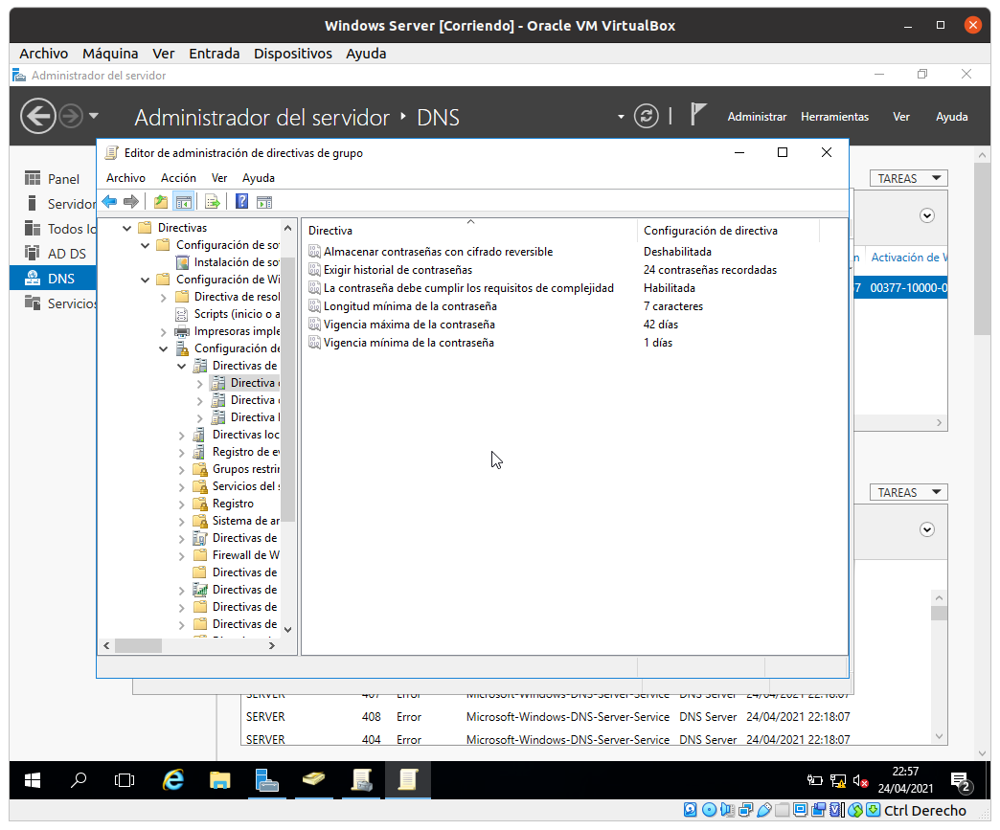 Windows Server [Corriendo] - Oracle VM VirtualBox
Archivo Máquina Ver Entrada Dispositivos Ayuda
Administrador del servidor
Administrador del servidor DNS
Administrar Herramientas Ver Ayuda
Editor de administración de directivas de grupo
Archivo Acción Ver Ayuda
Panel
Servidor
Todos lo
AD DS
DNS
Servicios
Directivas
Configuración de so
Instalación de so
Configuración de Wi
Directiva de resol
Scripts (inicio o a
Impresoras imple
Configuración de
Directivas de
Directiva
Directiva
Directiva
Directivas loc
Registro de ev
Grupos restrin
Servicios del s
Registro
Sistema de ar
Directivas de
Firewall de W
Directivas de
Directivas de
Directivas de
Directivas de
Directiva Configuración de directiva
Almacenar contraseñas con cifrado reversible Deshabilitada
Exigir historial de contraseñas 24 contraseñas recordadas
La contraseña debe cumplir los requisitos de complejidad Habilitada
Longitud mínima de la contraseña 7 caracteres
Vigencia máxima de la contraseña 42 días
Vigencia mínima de la contraseña 1 días
TAREAS
n Activación de W
7 00377-10000-0
TAREAS
SERVER 407 Error Microsoft-Windows-DNS-Server-Service DNS Server 24/04/2021 22:18:07
SERVER 408 Error Microsoft-Windows-DNS-Server-Service DNS Server 24/04/2021 22:18:07
SERVER 404 Error Microsoft-Windows-DNS-Server-Service DNS Server 24/04/2021 22:18:07
22:57
24/04/2021
2
Ctrl Derecho